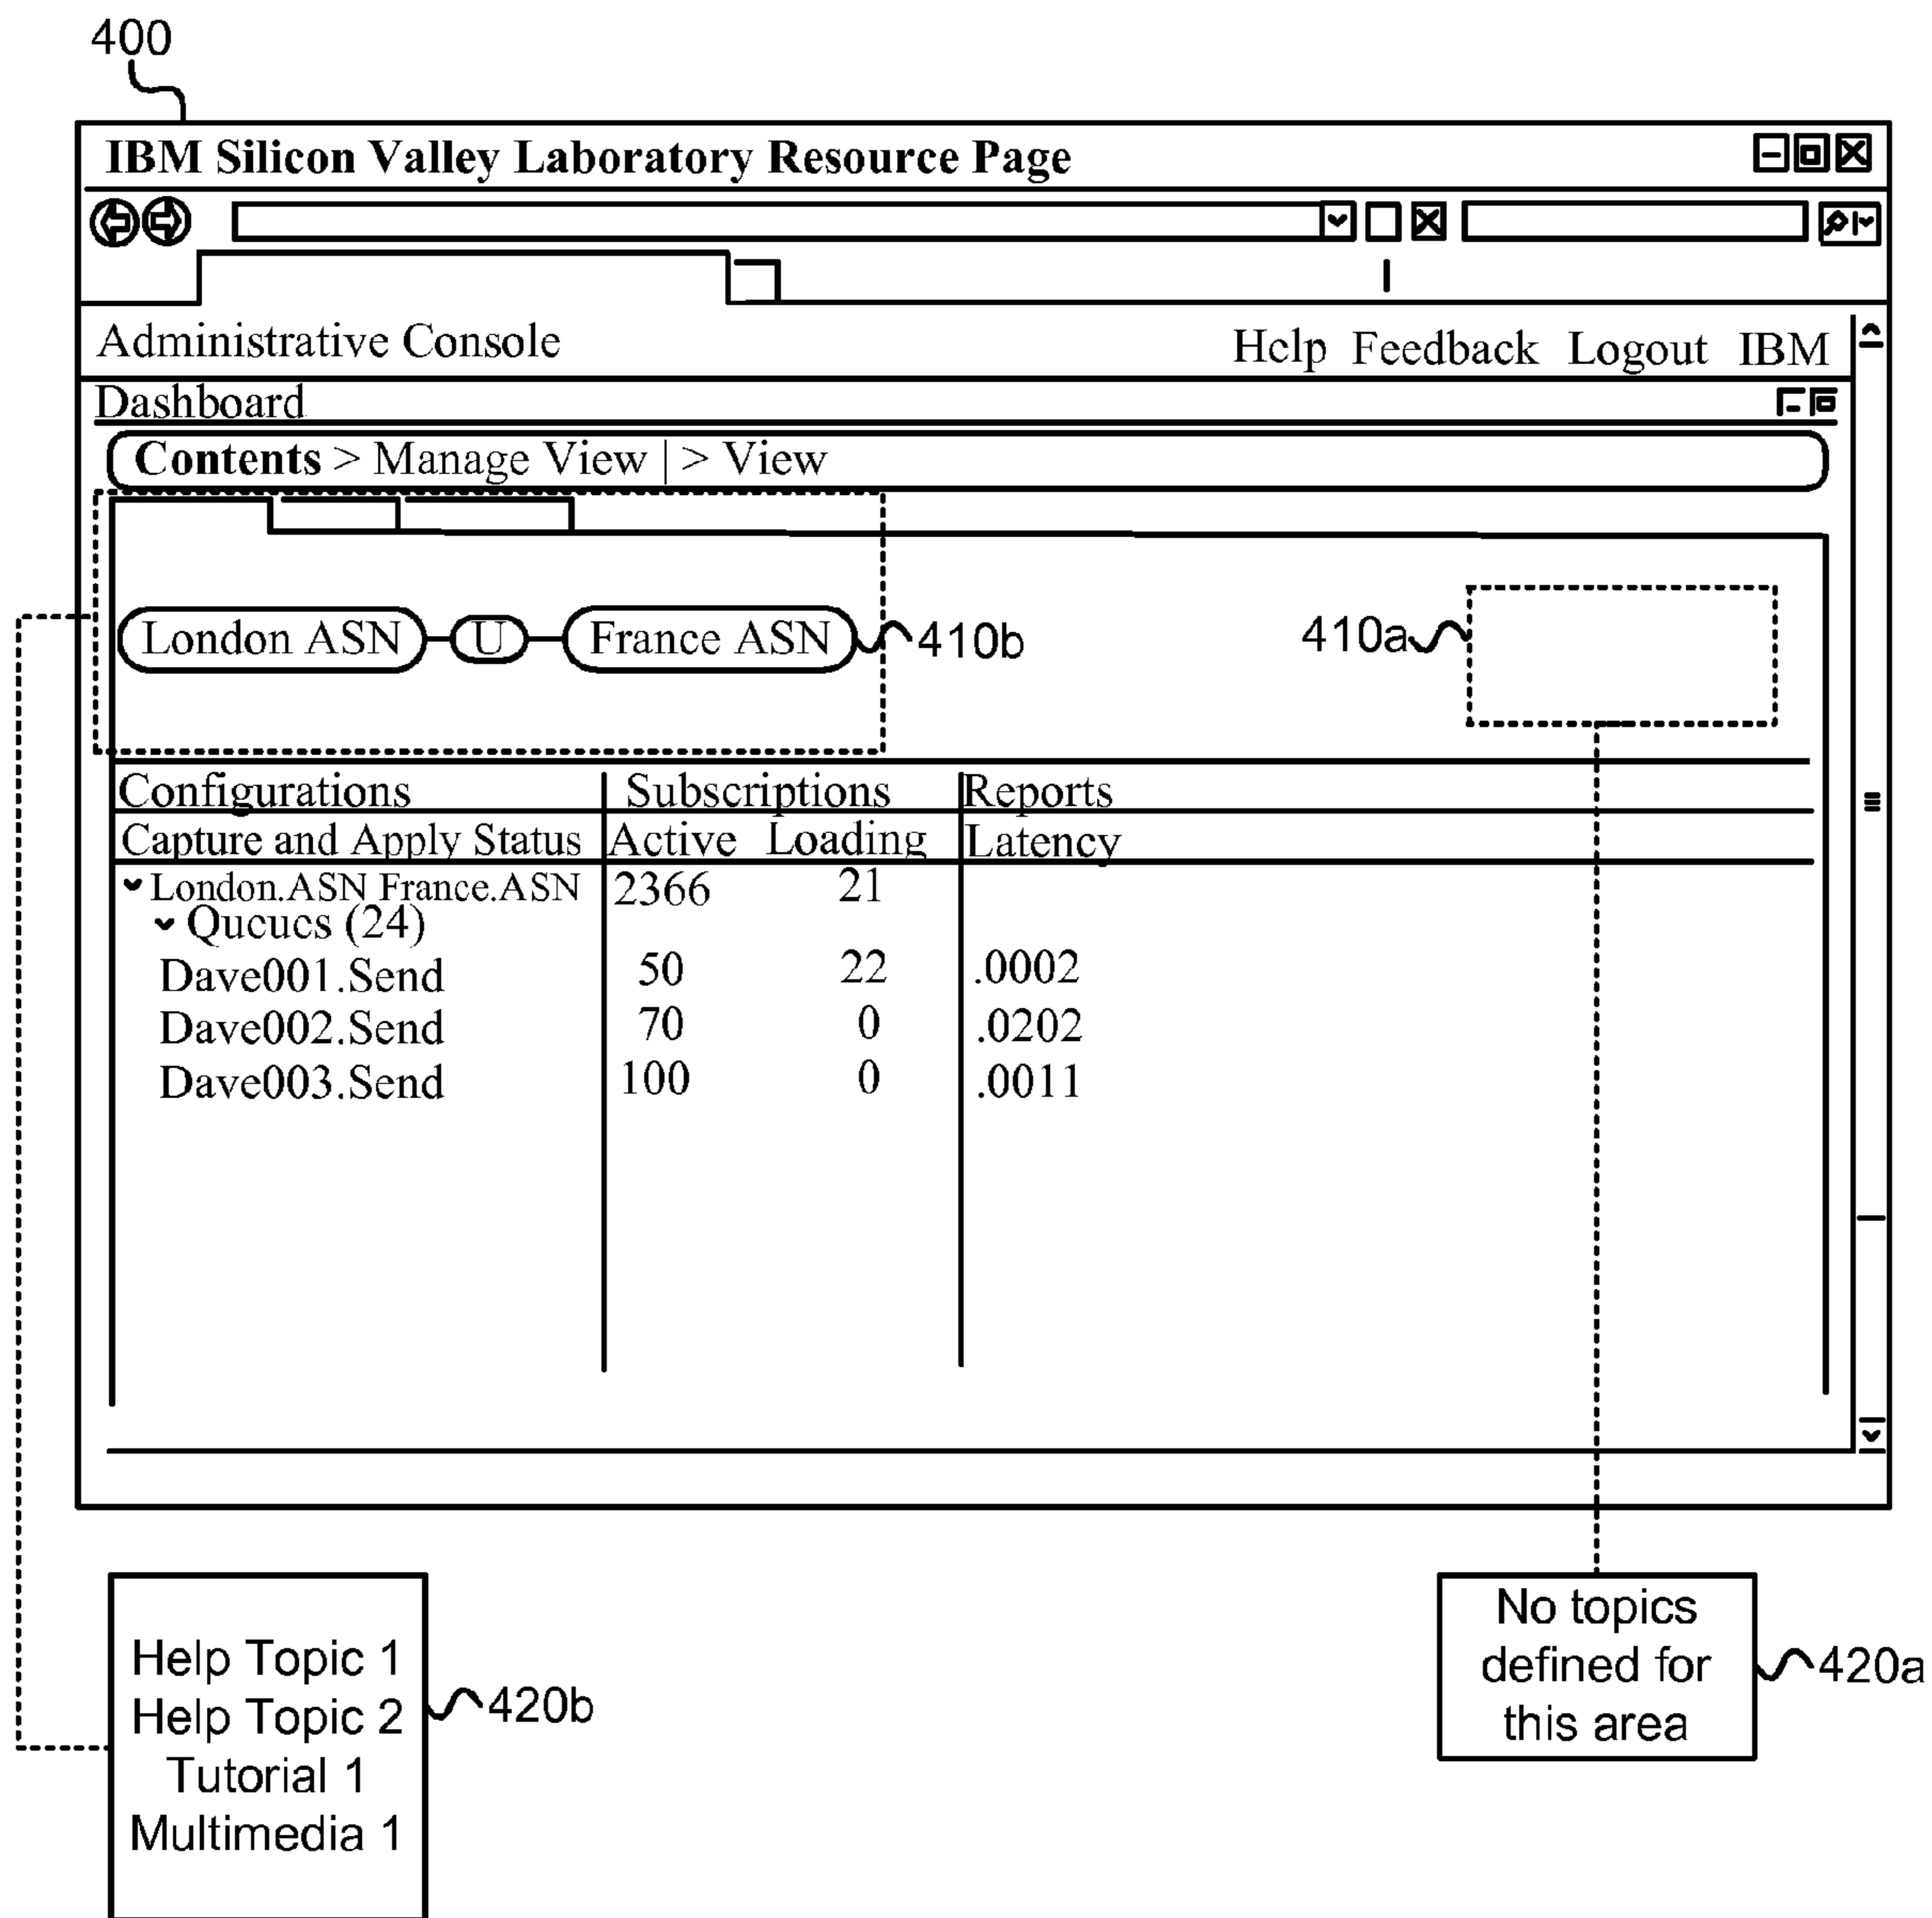 400
IBM Silicon Valley Laboratory Resource Page
Administrative Console Help Feedback Logout IBM
Dashboard
Contents > Manage View | > View
London ASN U France ASN 410b 410a
Configurations Subscriptions Reports
Capture and Apply Status Active Loading Latency
London.ASN France.ASN 2366 21
Queues (24)
Dave001.Send 50 22 .0002
Dave002.Send 70 0 .0202
Dave003.Send 100 0 .0011
Help Topic 1
Help Topic 2
Tutorial 1
Multimedia 1
420b
No topics
defined for
this area
420a